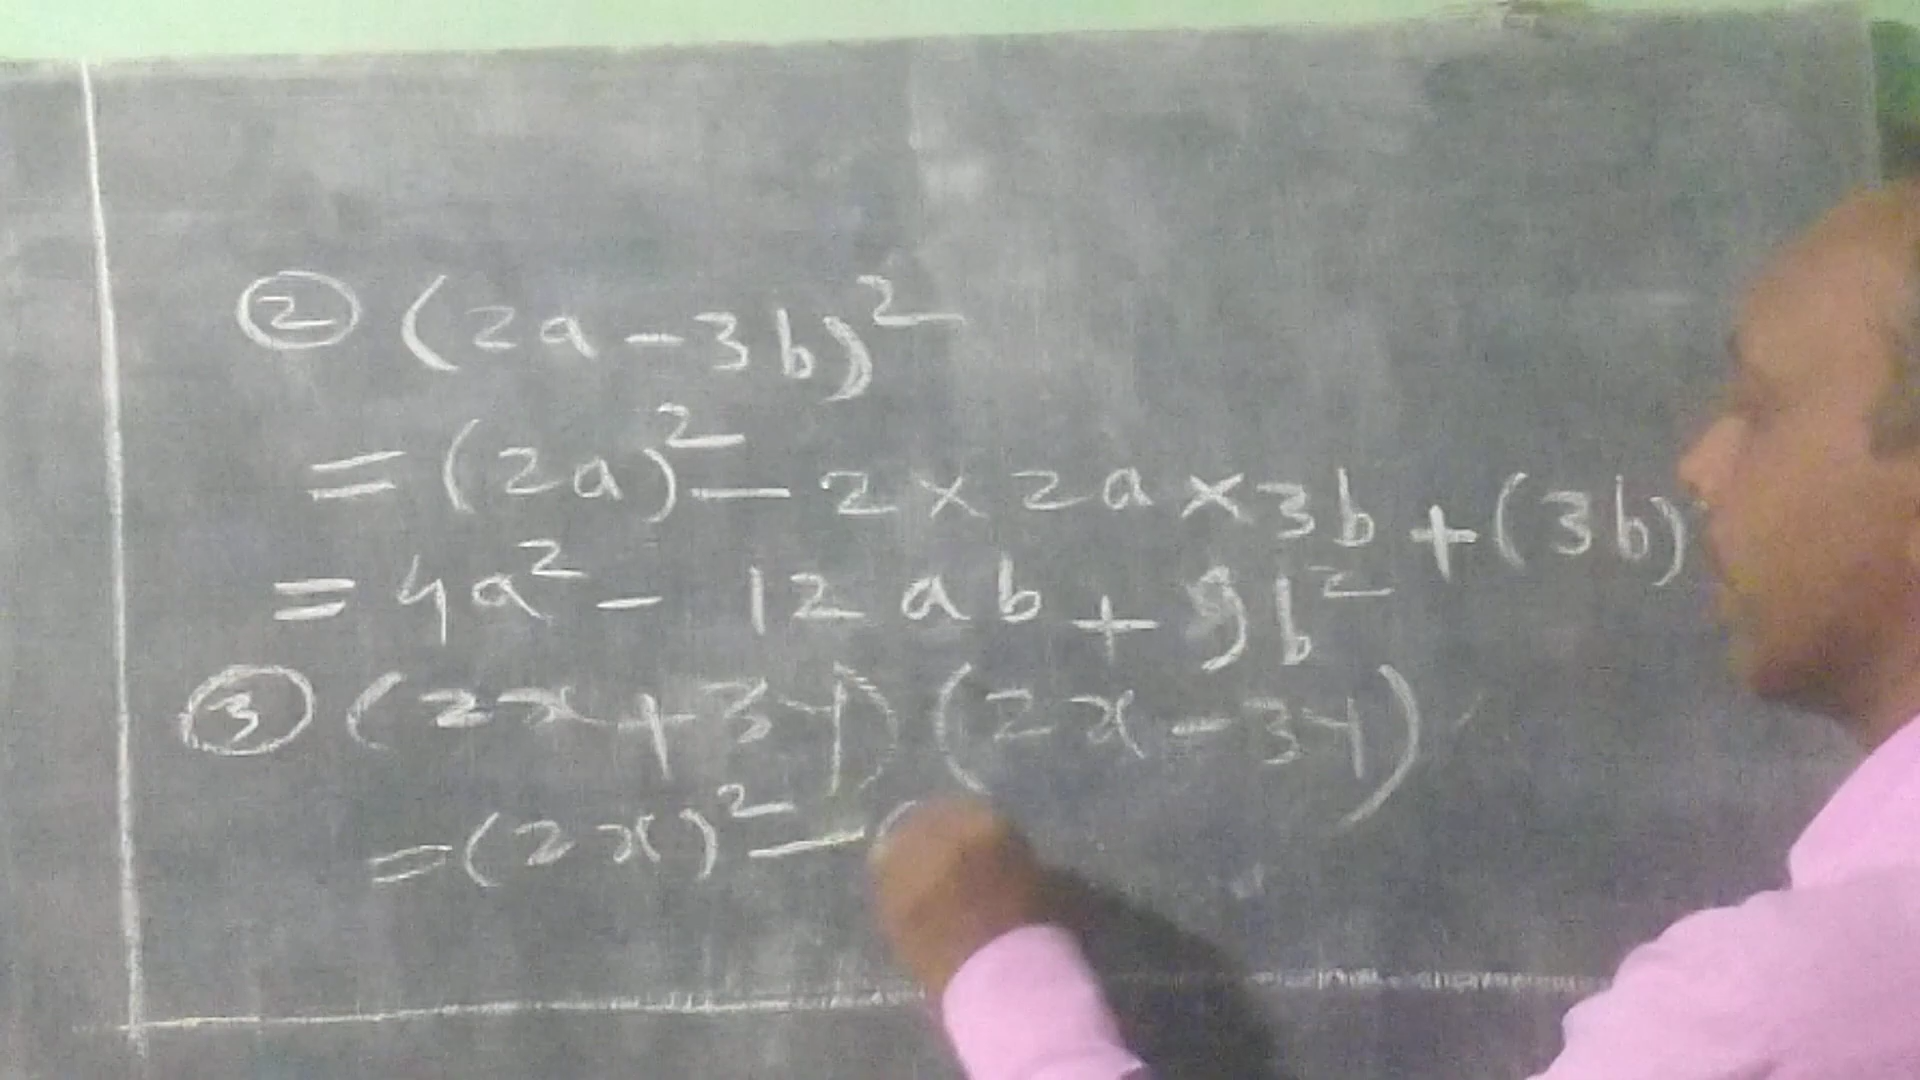 ② (2a-3b)²
=(2a)²-2×2a×3b+(3b)
=4a²-12ab+9b²
③ (2x+3y)(2x-3y)
=(2x)²-(